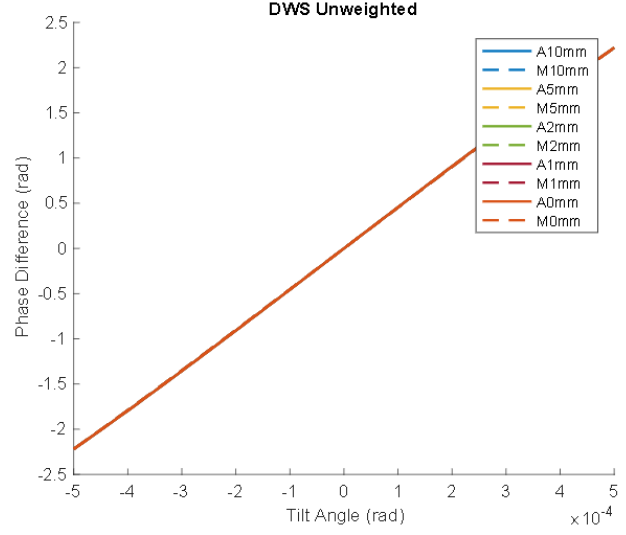 DWS Unweighted
2.5
2
1.5
1
0.5
0
-0.5
-1
-1.5
-2
-2.5
Phase Difference (rad)
A10mm
M10mm
A5mm
M5mm
A2mm
M2mm
A1mm
M1mm
A0mm
M0mm
-5 -4 -3 -2 -1 0 1 2 3 4 5
Tilt Angle (rad)
×10⁻⁴